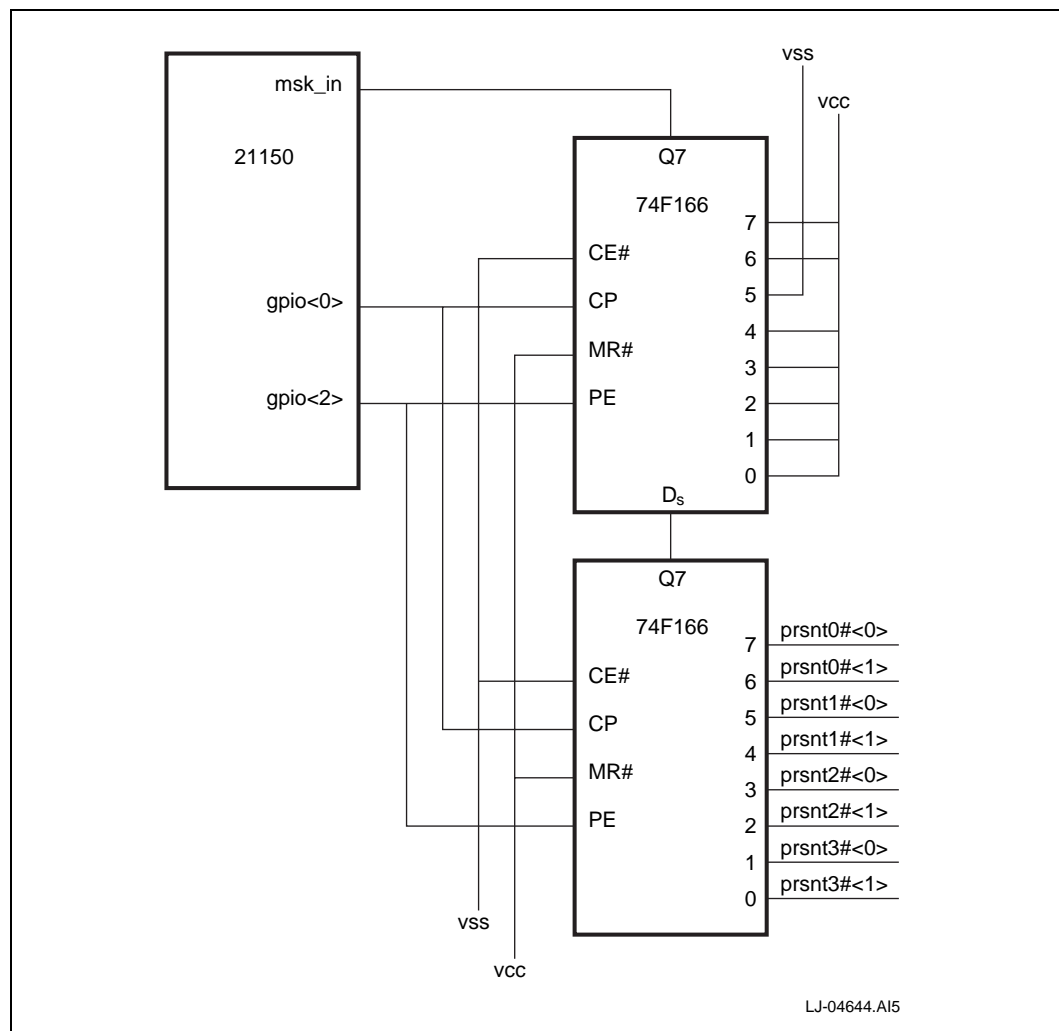 vss
vcc
msk_in
21150
gpio<0>
gpio<2>
Q7
74F166
CE#
CP
MR#
PE
7
6
5
4
3
2
1
0
Ds
Q7
74F166
CE#
CP
MR#
PE
7 prsnt0#<0>
6 prsnt0#<1>
5 prsnt1#<0>
4 prsnt1#<1>
3 prsnt2#<0>
2 prsnt2#<1>
1 prsnt3#<0>
0 prsnt3#<1>
vss
vcc
LJ-04644.AI5